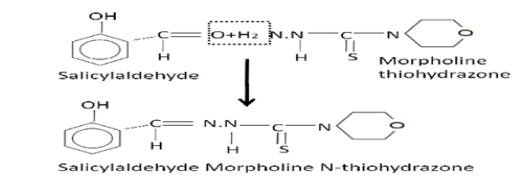 OH
C O+H2 N.N C N O
H H S
Salicylaldehyde
Morpholine
thiohydrazone
OH
C N.N C N O
H H S
Salicylaldehyde Morpholine N-thiohydrazone